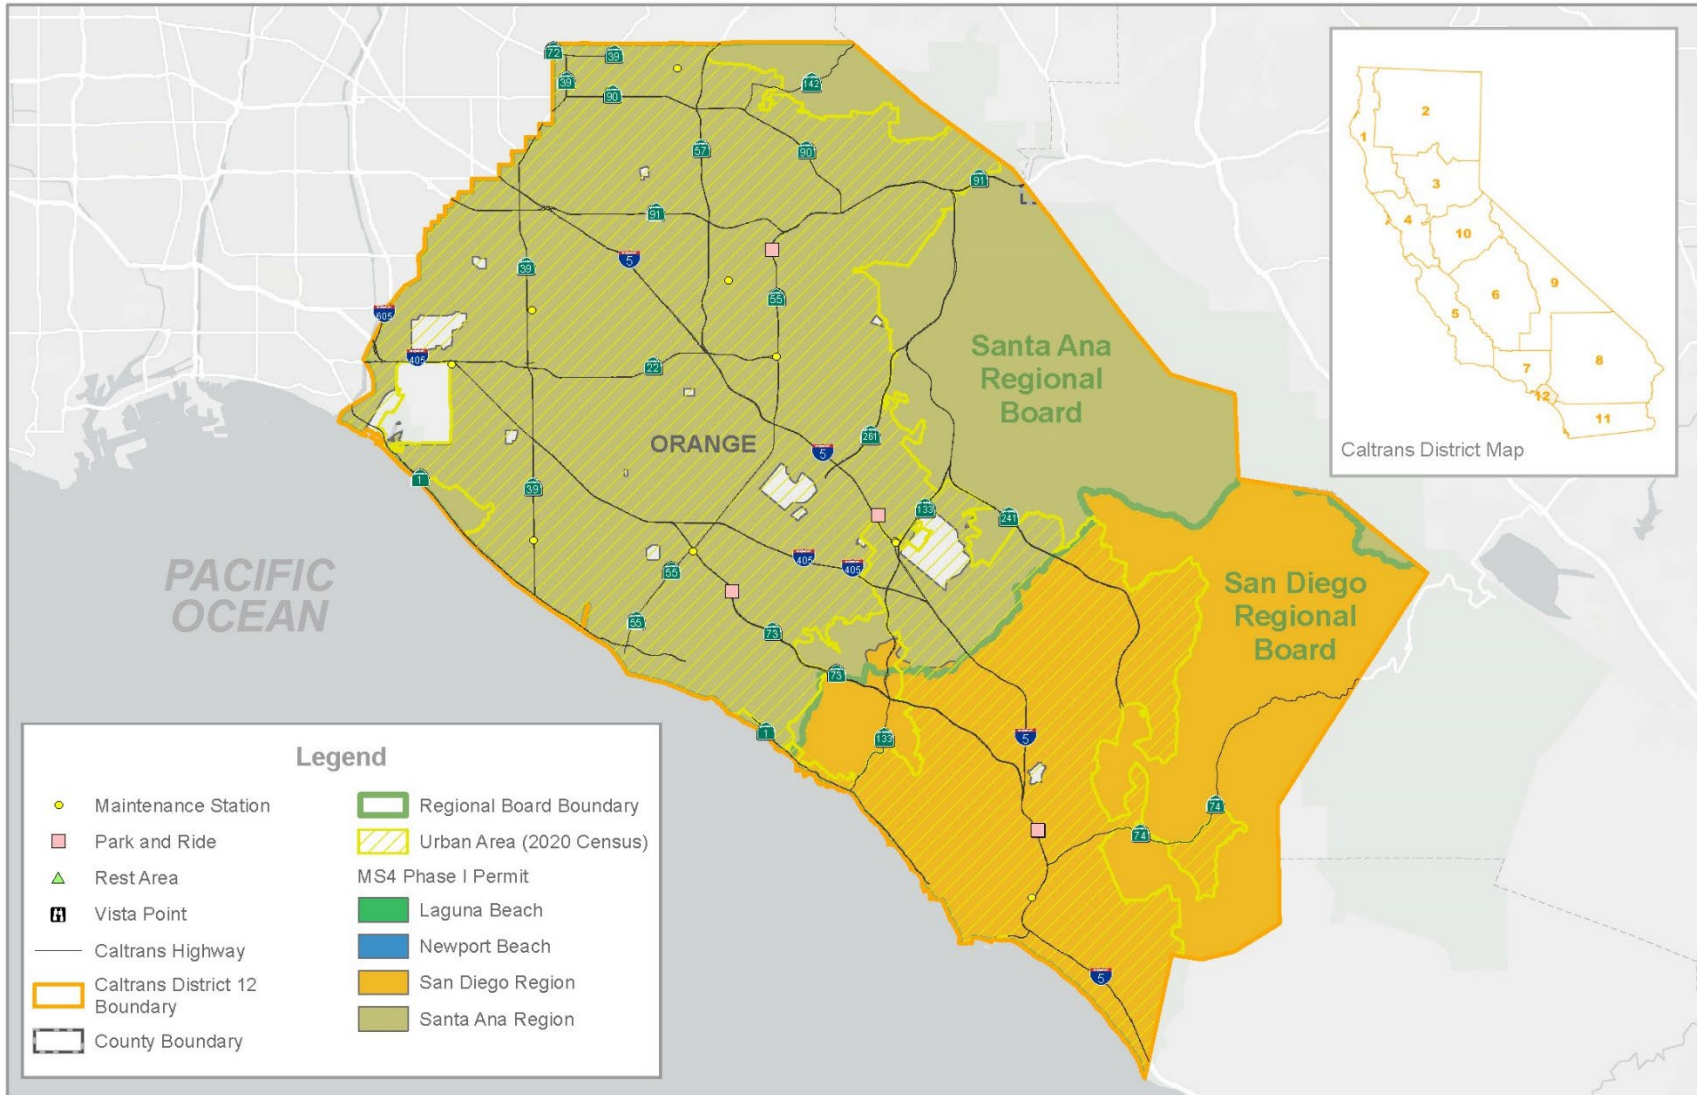 72
39
39
90
142
57
90
91
91
5
39
55
605
405
22
Santa Ana
Regional
Board
ORANGE
261
5
1
39
133
241
405
405
55
55
73
73
PACIFIC
OCEAN
San Diego
Regional
Board
1
133
5
74
74
5
1
2
3
4
10
9
6
5
8
7
12
11
Caltrans District Map
Legend
Maintenance Station
Park and Ride
Rest Area
Vista Point
Caltrans Highway
Caltrans District 12
Boundary
County Boundary
Regional Board Boundary
Urban Area (2020 Census)
MS4 Phase I Permit
Laguna Beach
Newport Beach
San Diego Region
Santa Ana Region